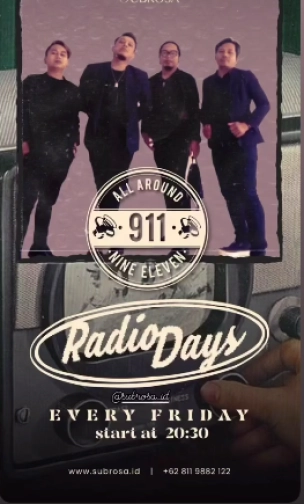 SUBROSA
ALL AROUND
911
NINE ELEVEN
Radio Days
@subrosa.id
EVERY FRIDAY
start at 20:30
www.subrosa.id | +62 811 9882 122